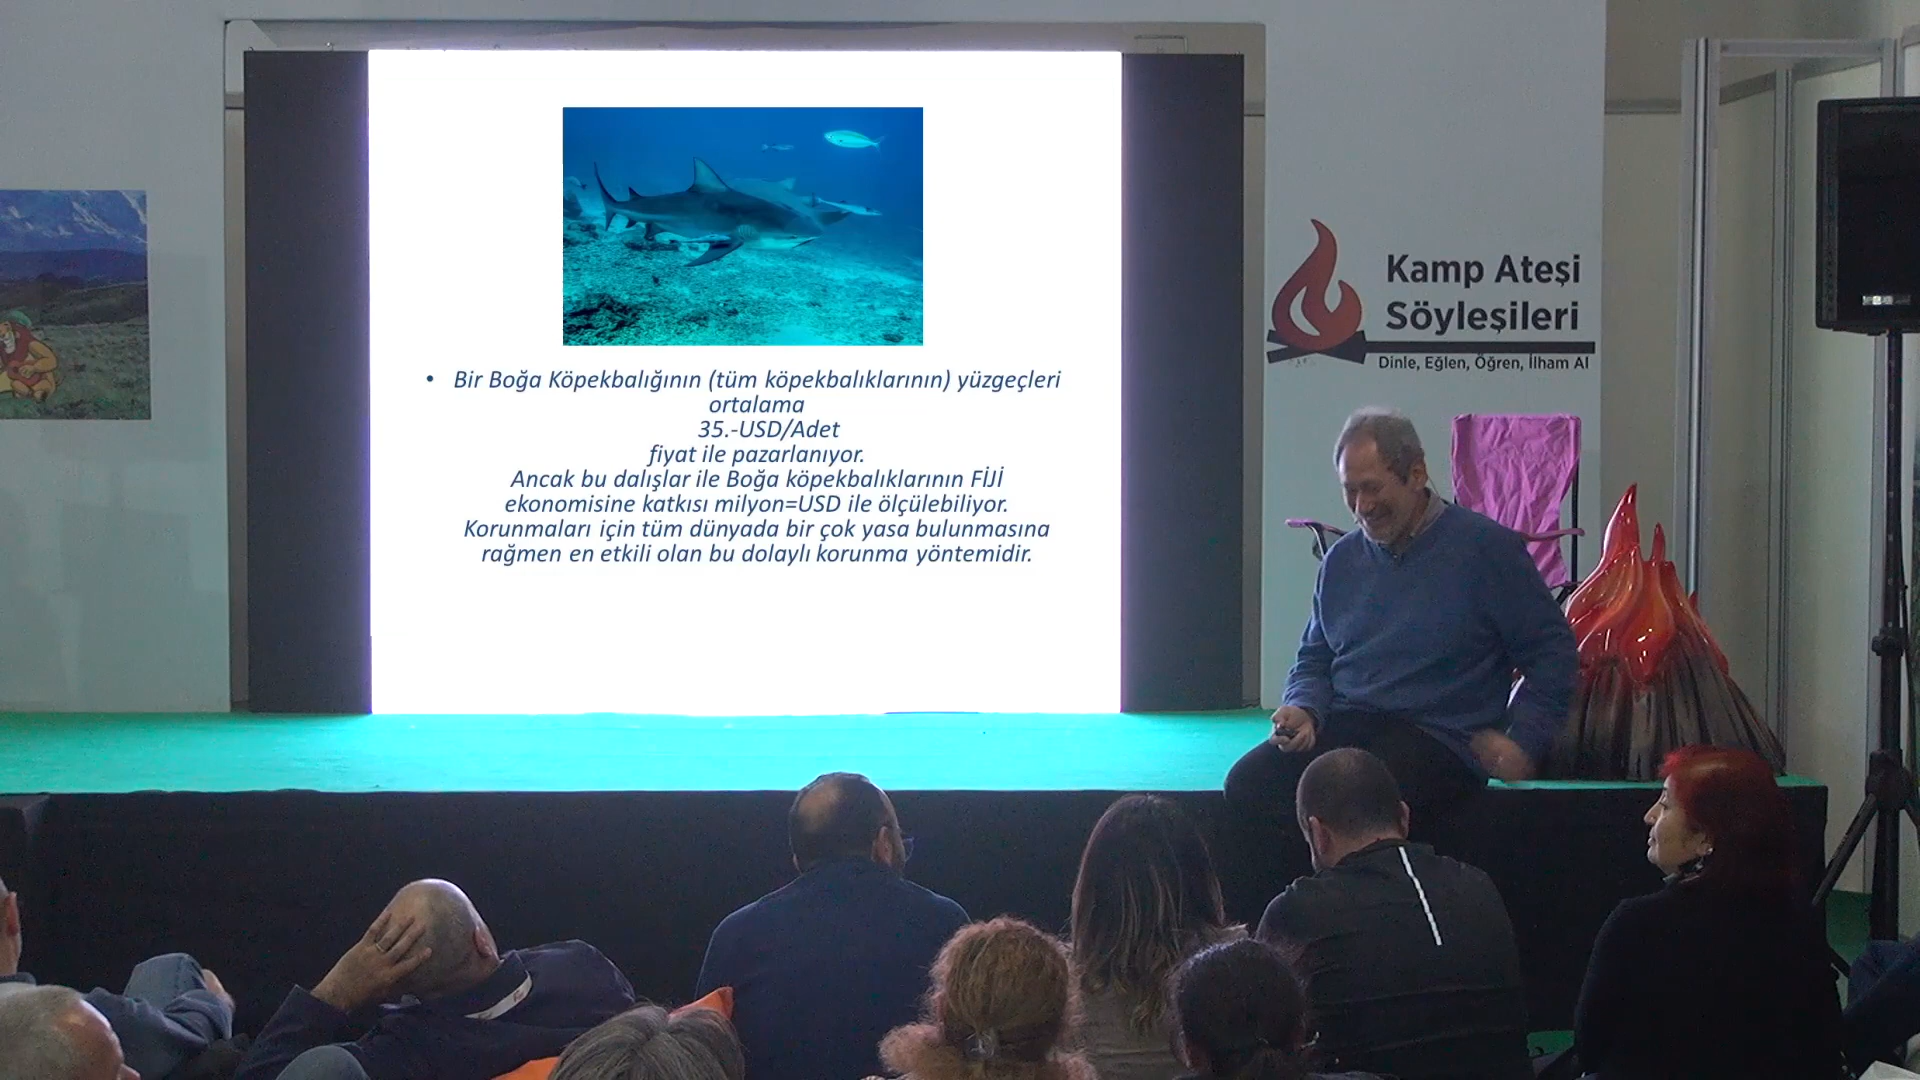 • Bir Boğa Köpekbalığının (tüm köpekbalıklarının) yüzgeçleri
ortalama
35.-USD/Adet
fiyat ile pazarlanıyor.
Ancak bu dalışlar ile Boğa köpekbalıklarının FİJİ
ekonomisine katkısı milyon=USD ile ölçülebiliyor.
Korunmaları için tüm dünyada bir çok yasa bulunmasına
rağmen en etkili olan bu dolaylı korunma yöntemidir.
Kamp Ateşi
Söyleşileri
Dinle, Eğlen, Öğren, İlham Al